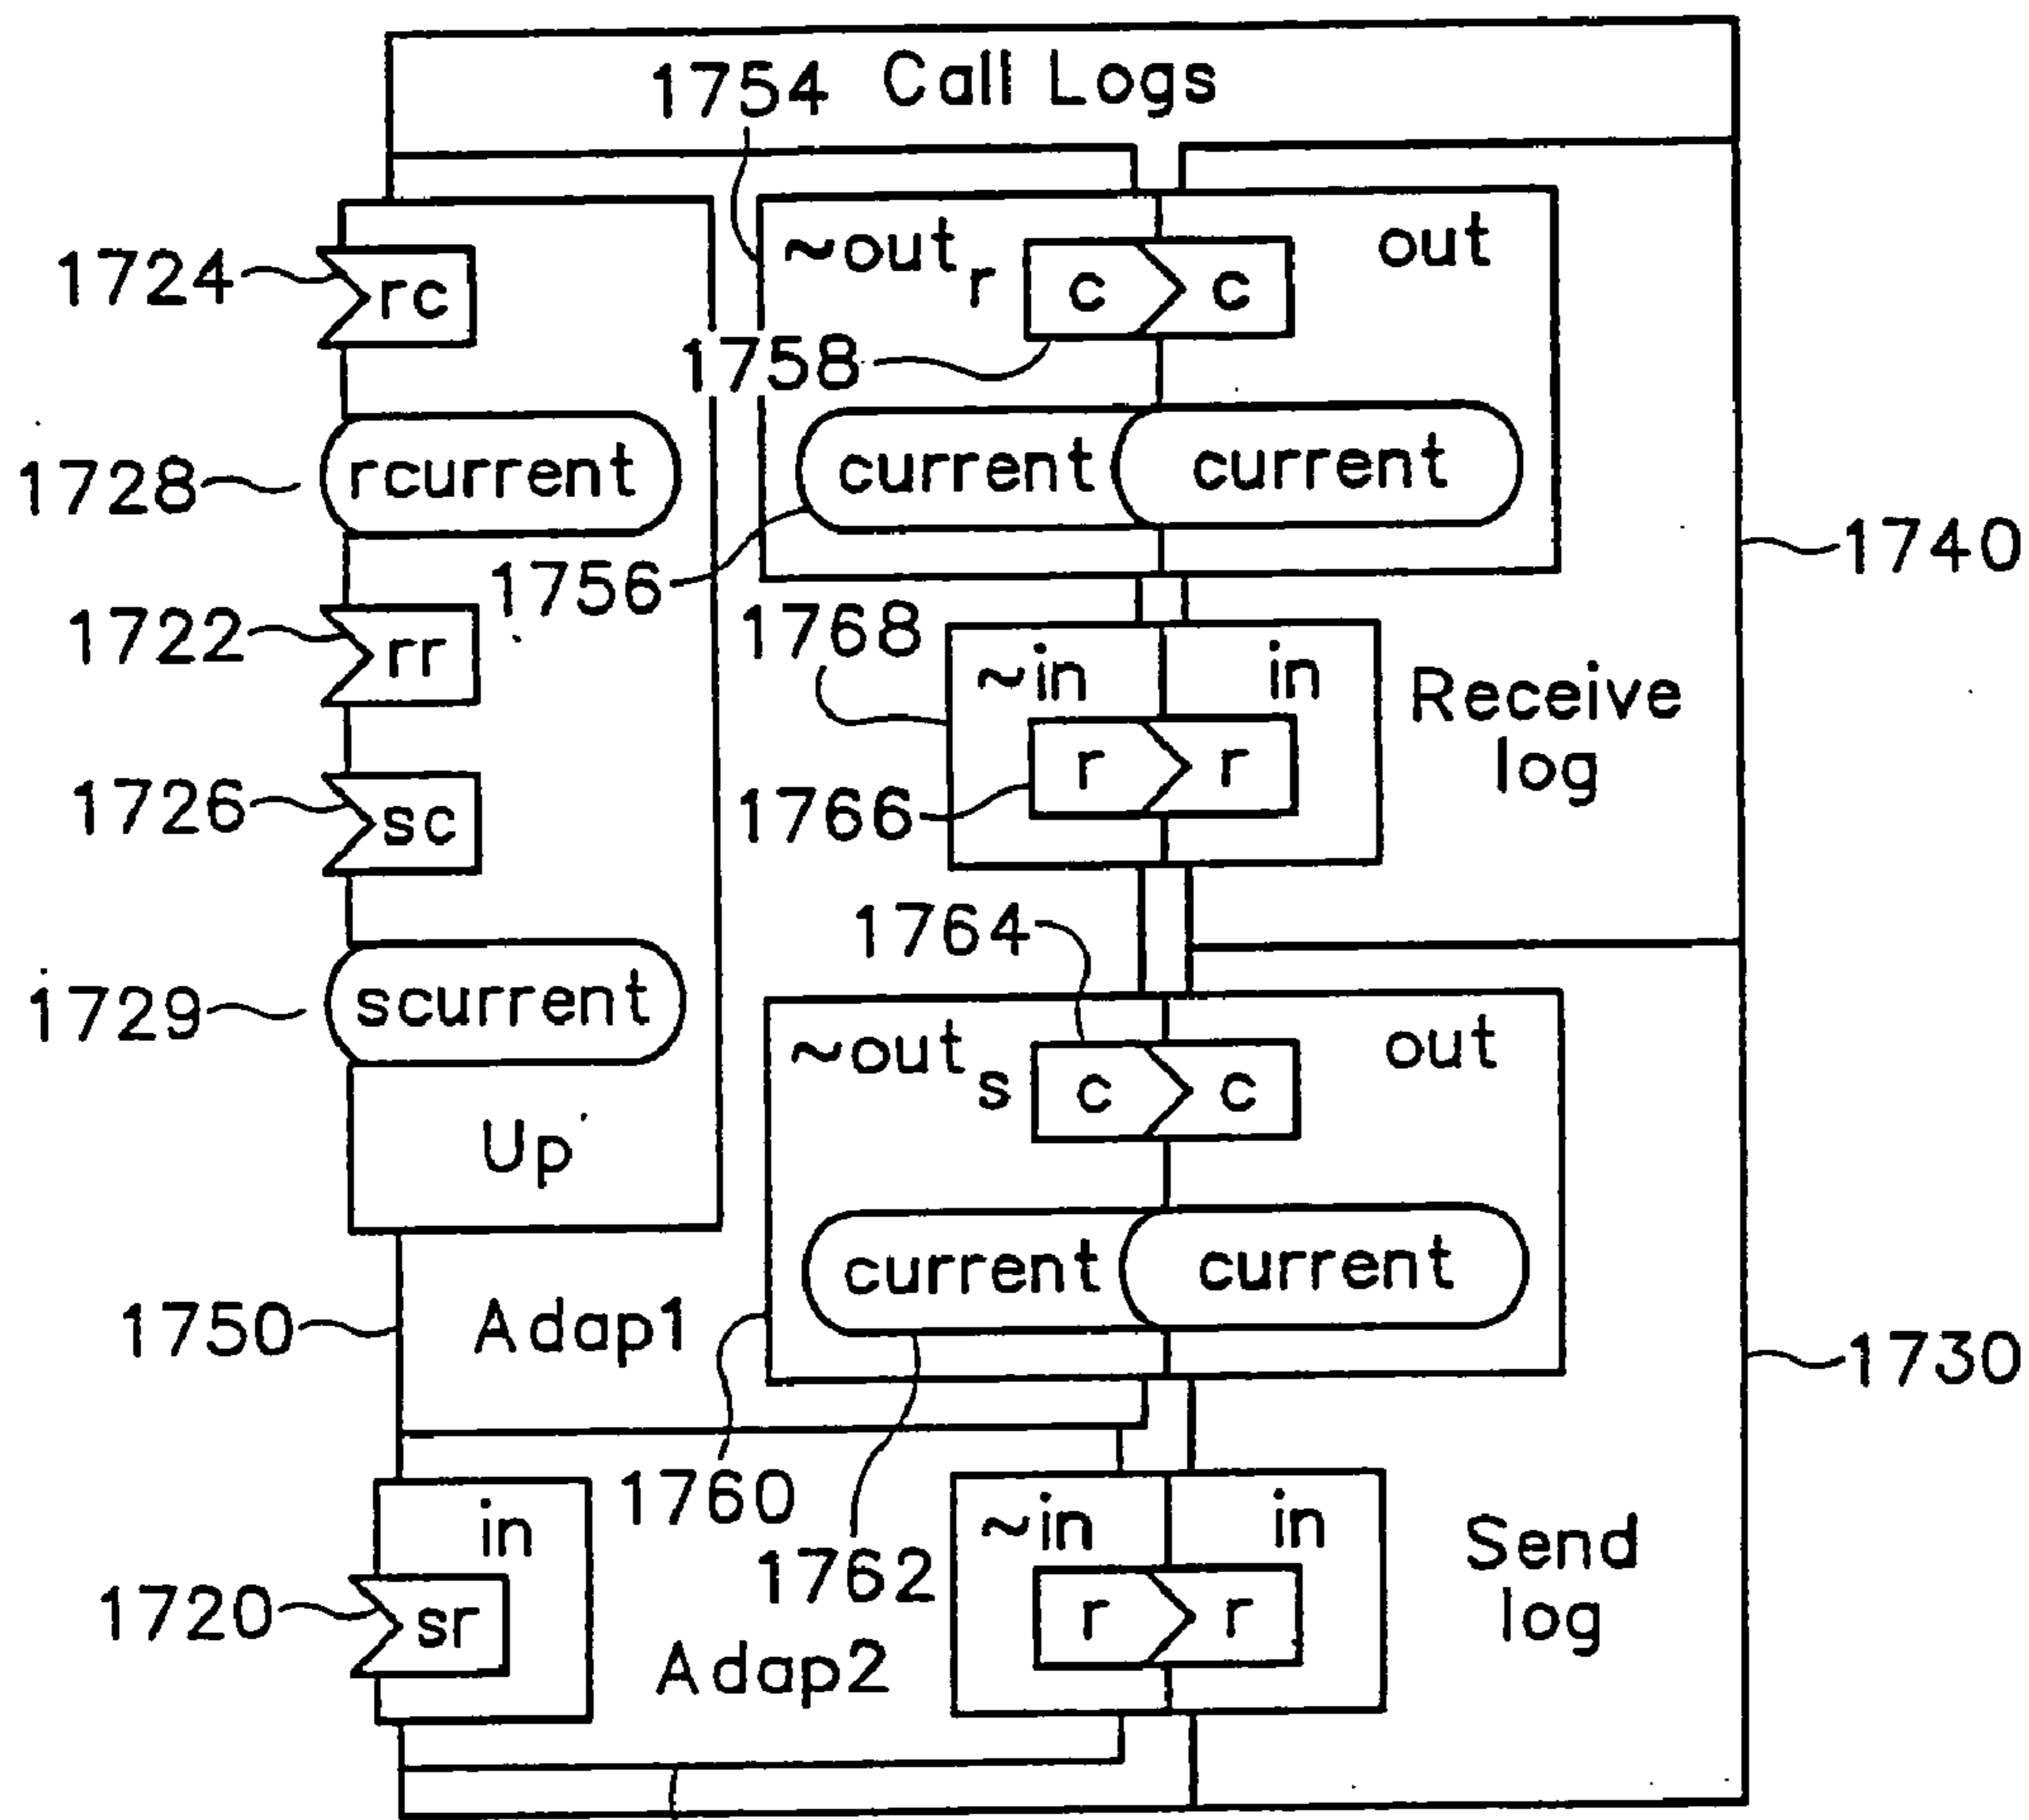 Call Logs
1754
~out r
out
1724
rc
c
c
1758
1728
rcurrent
current
current
1756
1740
1722
rr
1768
~in
in
Receive
log
1726
sc
1766
r
r
1764
1729
scurrent
~out s
out
c
c
Up
current
current
1750
Adap1
1730
1760
in
~in
in
Send
log
1762
1720
sr
r
r
Adap2